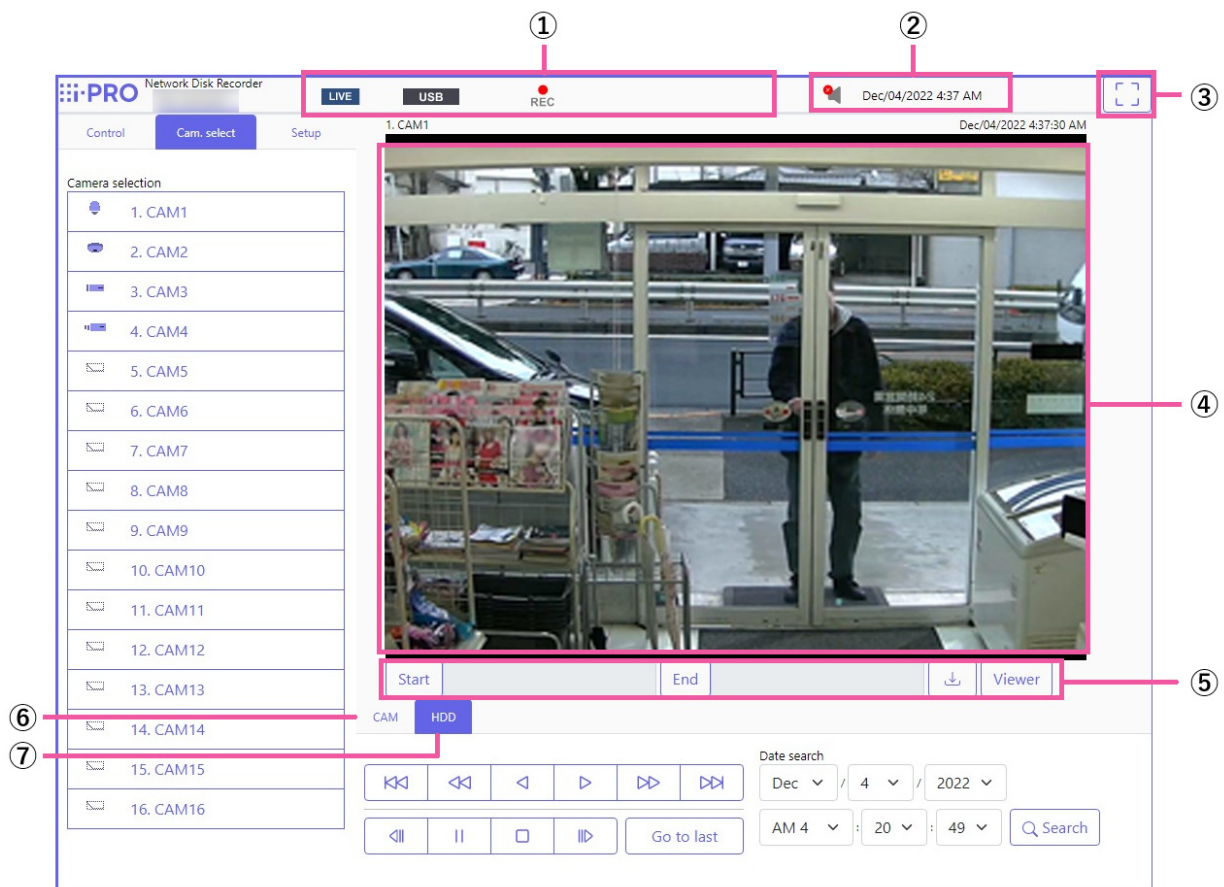 ① ②
i-PRO Network Disk Recorder LIVE USB REC Dec/04/2022 4:37 AM ③
Control Cam. select Setup
1. CAM1 Dec/04/2022 4:37:30 AM
Camera selection
1. CAM1
2. CAM2
3. CAM3
4. CAM4
5. CAM5
6. CAM6
7. CAM7
8. CAM8
9. CAM9
10. CAM10
11. CAM11
12. CAM12
13. CAM13
14. CAM14
15. CAM15
16. CAM16
④
Start End Viewer ⑤
⑥ CAM HDD
⑦
Date search
Dec / 4 / 2022
AM 4 : 20 : 49 Search
Go to last